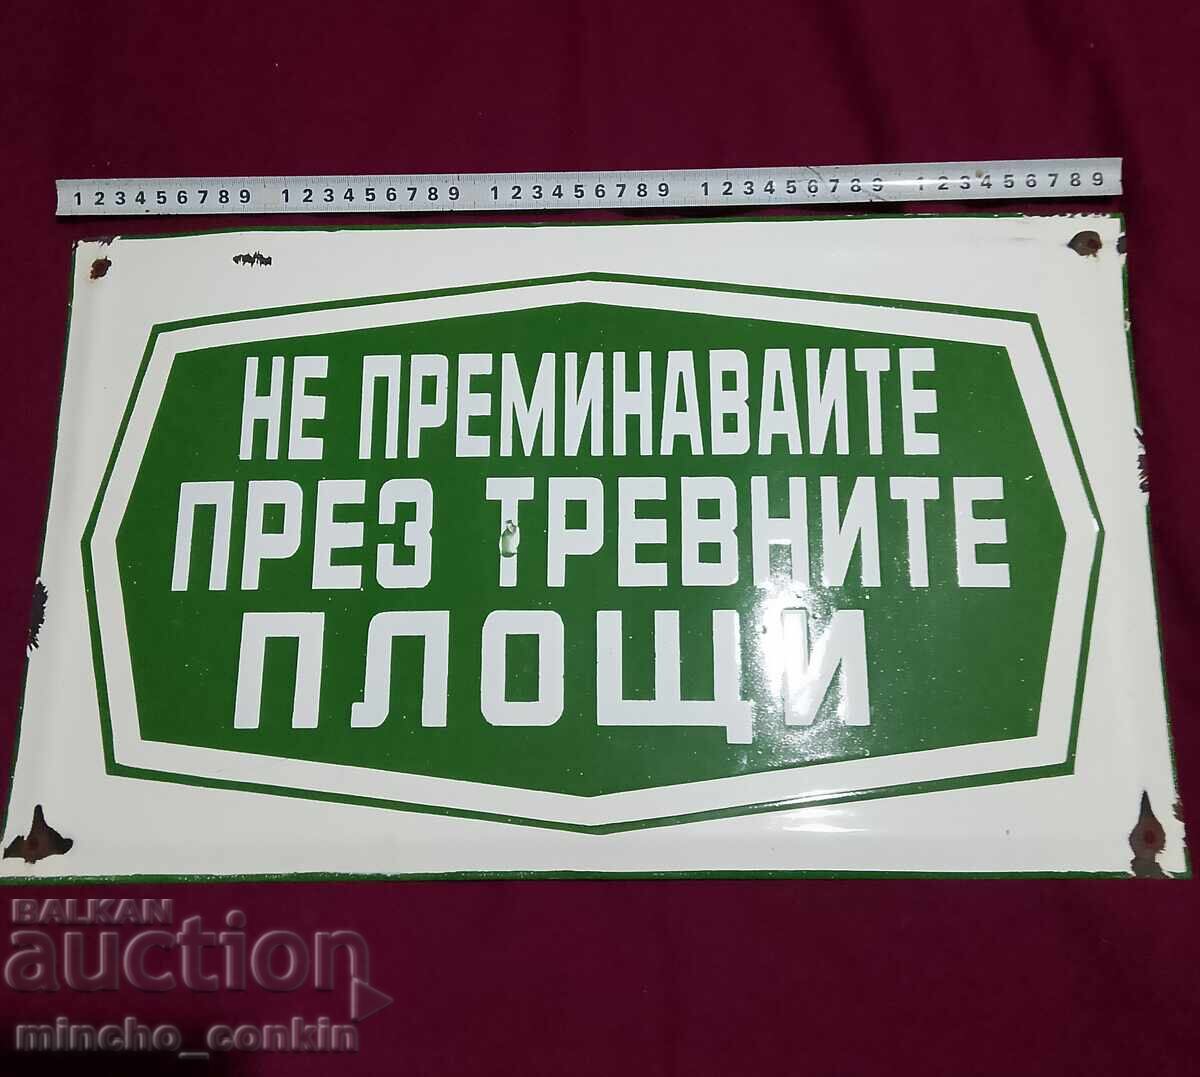 1 2 3 4 5 6 7 8 9 1 2 3 4 5 6 7 8 9 1 2 3 4 5 6 7 8 9 1 2 3 4 5 6 7 8 9 1 2 3 4 5 6 7 8 9
НЕ ПРЕМИНАВАИТЕ
ПРЕЗ ТРЕВНИТЕ
ПЛОЩИ
BALKAN
auction
mincho_conkin